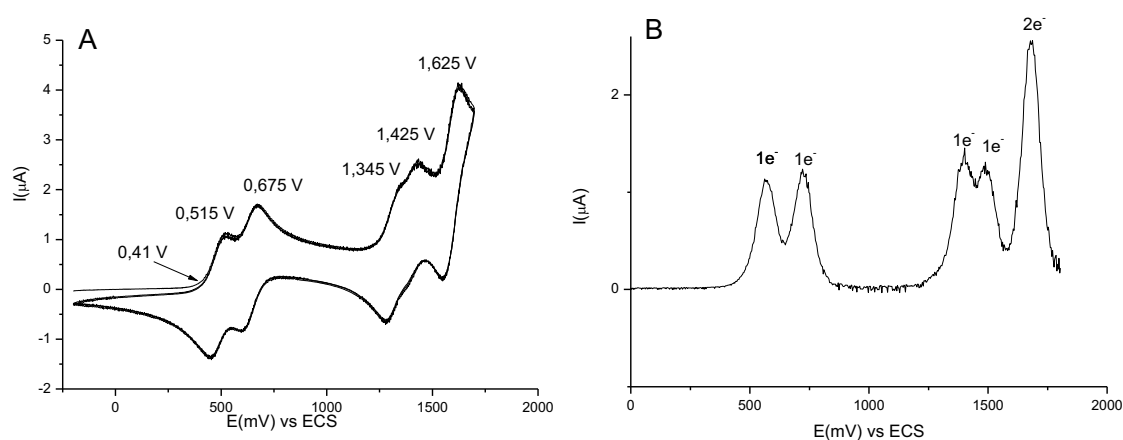 A
5
4
3
2
1
0
-1
-2
I(µA)
0,41 V
0,515 V
0,675 V
1,345 V
1,425 V
1,625 V
0
500
1000
1500
2000
E(mV) vs ECS
B
2
0
I(µA)
1e⁻
1e⁻
1e⁻
1e⁻
2e⁻
0
500
1000
1500
2000
E(mV) vs ECS